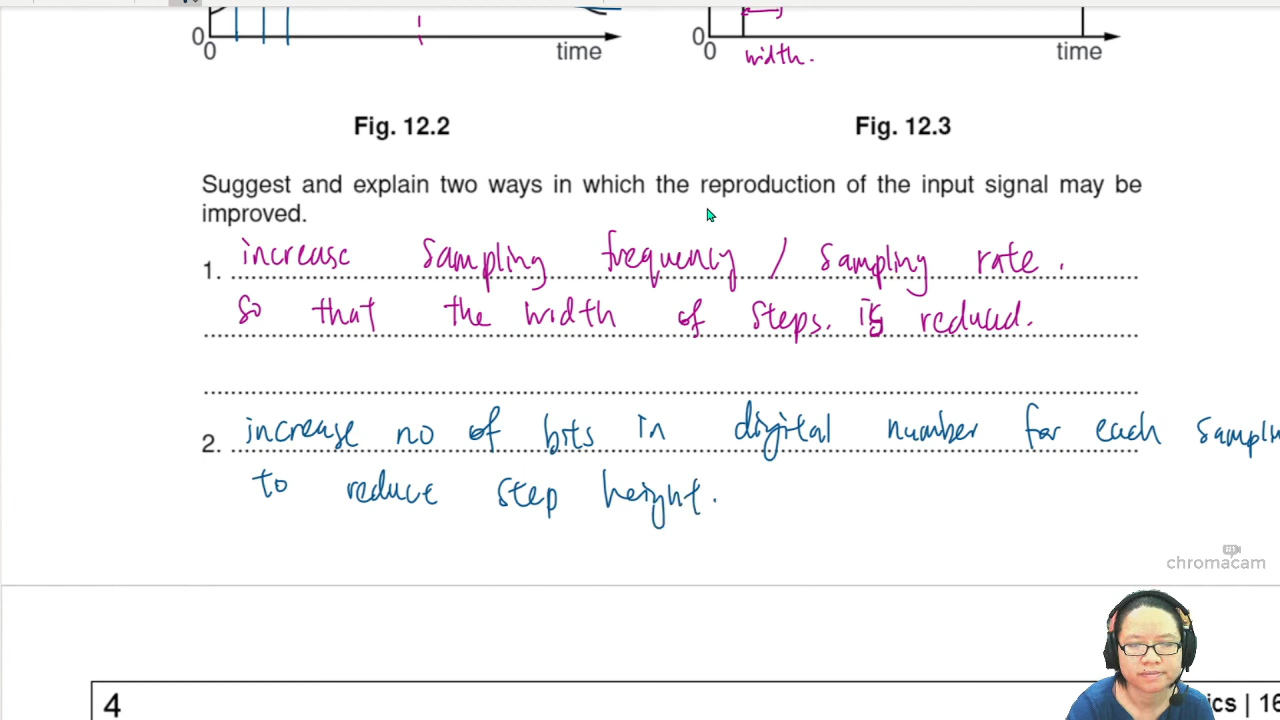 0 0 time 0 0 width. time
Fig. 12.2 Fig. 12.3
Suggest and explain two ways in which the reproduction of the input signal may be
improved.
1. increase sampling frequency / sampling rate.
so that the width of steps. is reduced.
2. increase no of bits in digital number for each
to reduce step height.
chromacam
4